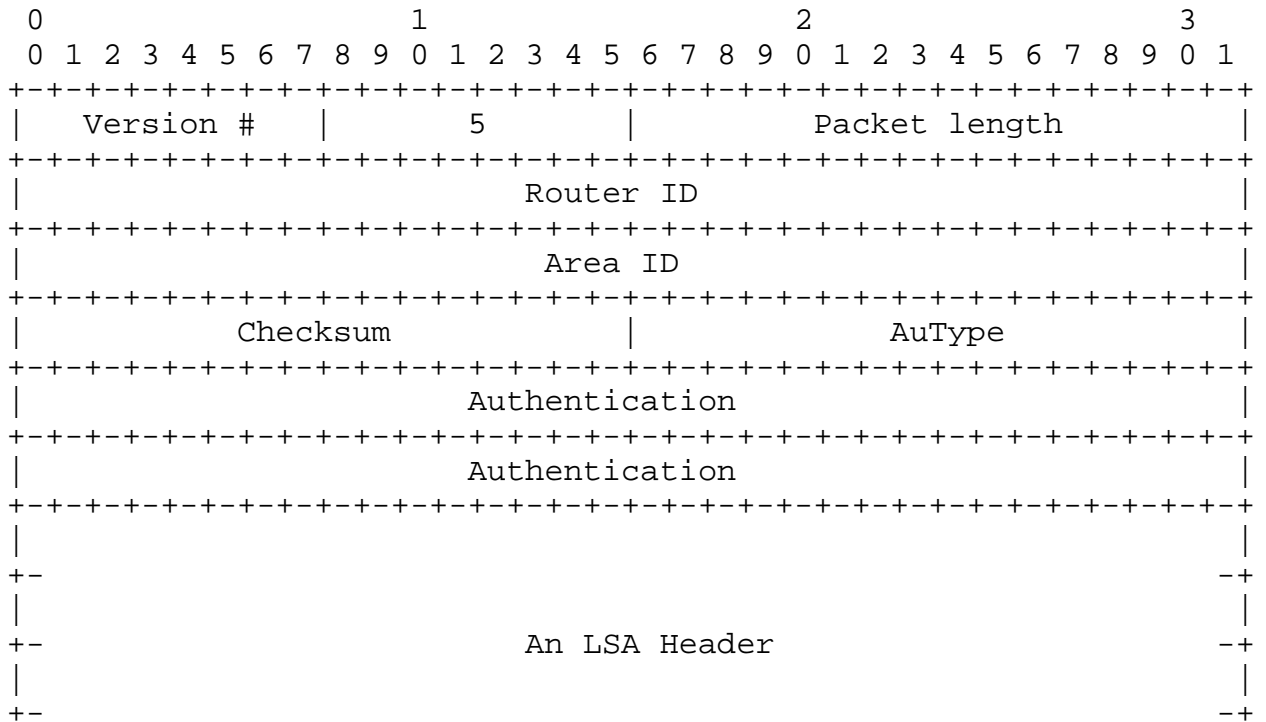 0                   1                   2                   3
 0 1 2 3 4 5 6 7 8 9 0 1 2 3 4 5 6 7 8 9 0 1 2 3 4 5 6 7 8 9 0 1
+-+-+-+-+-+-+-+-+-+-+-+-+-+-+-+-+-+-+-+-+-+-+-+-+-+-+-+-+-+-+-+-+
|   Version #   |       5       |         Packet length         |
+-+-+-+-+-+-+-+-+-+-+-+-+-+-+-+-+-+-+-+-+-+-+-+-+-+-+-+-+-+-+-+-+
|                          Router ID                            |
+-+-+-+-+-+-+-+-+-+-+-+-+-+-+-+-+-+-+-+-+-+-+-+-+-+-+-+-+-+-+-+-+
|                           Area ID                             |
+-+-+-+-+-+-+-+-+-+-+-+-+-+-+-+-+-+-+-+-+-+-+-+-+-+-+-+-+-+-+-+-+
|           Checksum            |             AuType            |
+-+-+-+-+-+-+-+-+-+-+-+-+-+-+-+-+-+-+-+-+-+-+-+-+-+-+-+-+-+-+-+-+
|                       Authentication                          |
+-+-+-+-+-+-+-+-+-+-+-+-+-+-+-+-+-+-+-+-+-+-+-+-+-+-+-+-+-+-+-+-+
|                       Authentication                          |
+-+-+-+-+-+-+-+-+-+-+-+-+-+-+-+-+-+-+-+-+-+-+-+-+-+-+-+-+-+-+-+-+
|                                                               |
+-                                                             -+
|                                                               |
+-                         An LSA Header                       -+
|                                                               |
+-                                                             -+